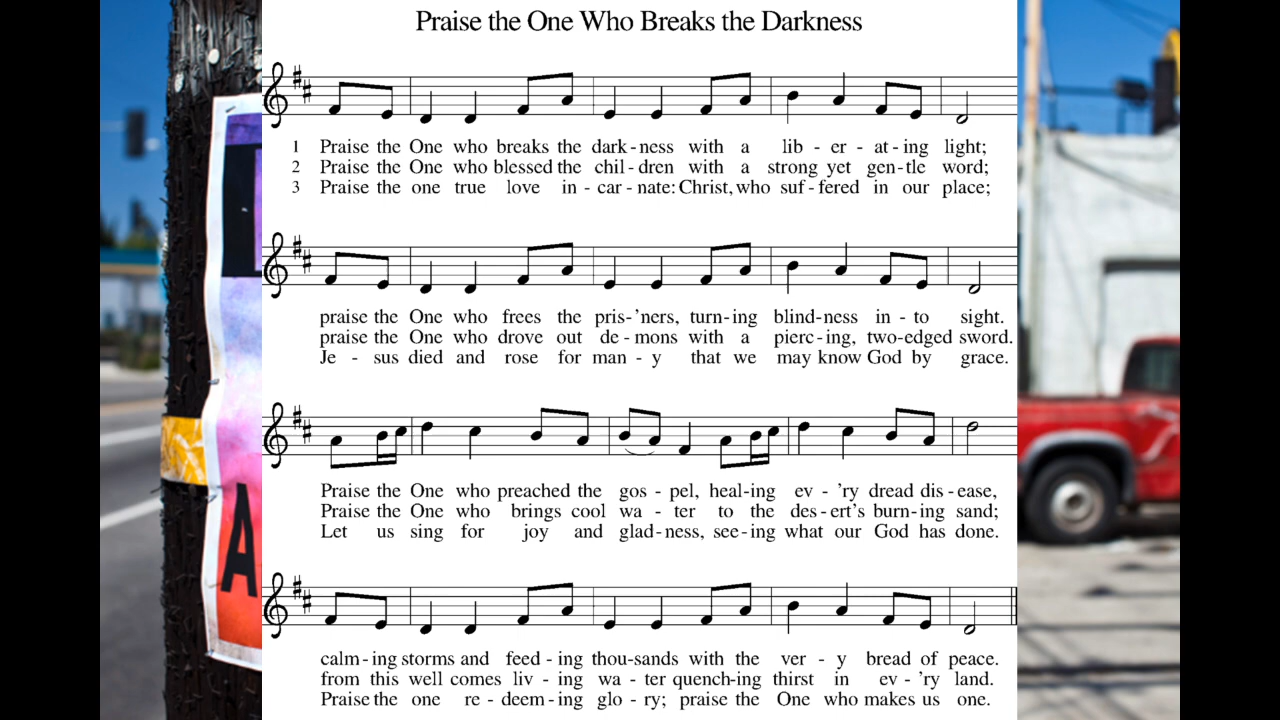 Praise the One Who Breaks the Darkness
1 Praise the One who breaks the dark-ness with a lib - er - at - ing light;
2 Praise the One who blessed the chil - dren with a strong yet gen - tle word;
3 Praise the one true love in - car - nate: Christ, who suf - fered in our place;
praise the One who frees the pris-'ners, turn-ing blind-ness in - to sight.
praise the One who drove out de - mons with a pierc - ing, two-edged sword.
Je - sus died and rose for man - y that we may know God by grace.
Praise the One who preached the gos - pel, heal-ing ev - 'ry dread dis - ease,
Praise the One who brings cool wa - ter to the des - ert's burn-ing sand;
Let us sing for joy and glad-ness, see-ing what our God has done.
calm-ing storms and feed - ing thou-sands with the ver - y bread of peace.
from this well comes liv - ing wa - ter quench-ing thirst in ev - 'ry land.
Praise the one re - deem - ing glo - ry; praise the One who makes us one.
A